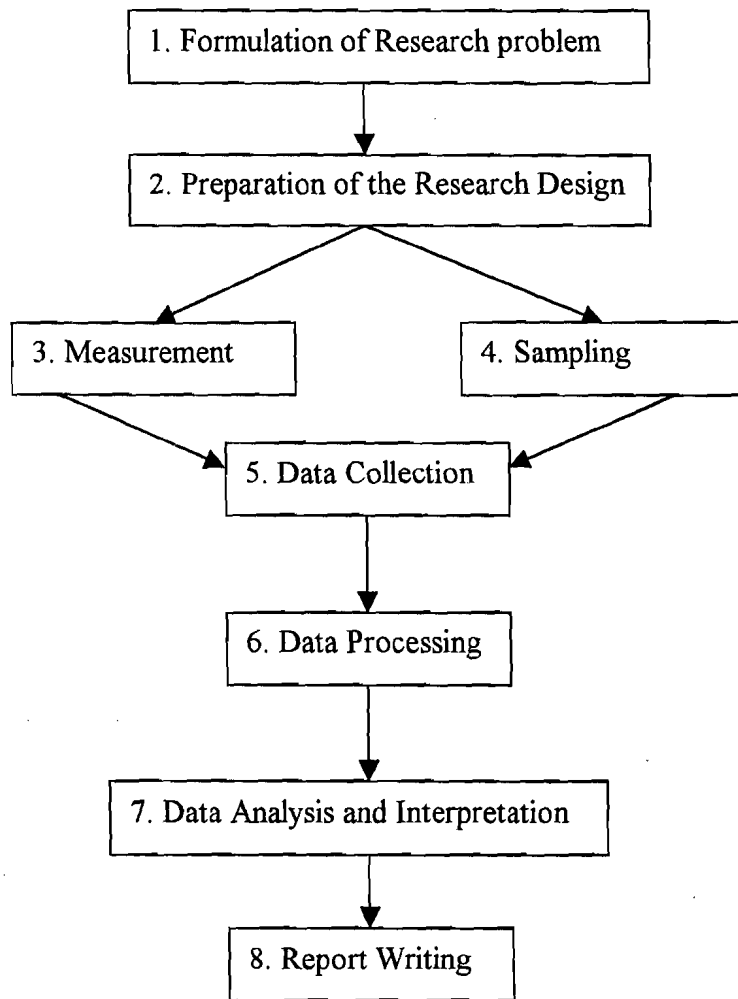 1. Formulation of Research problem
2. Preparation of the Research Design
3. Measurement
4. Sampling
5. Data Collection
6. Data Processing
7. Data Analysis and Interpretation
8. Report Writing